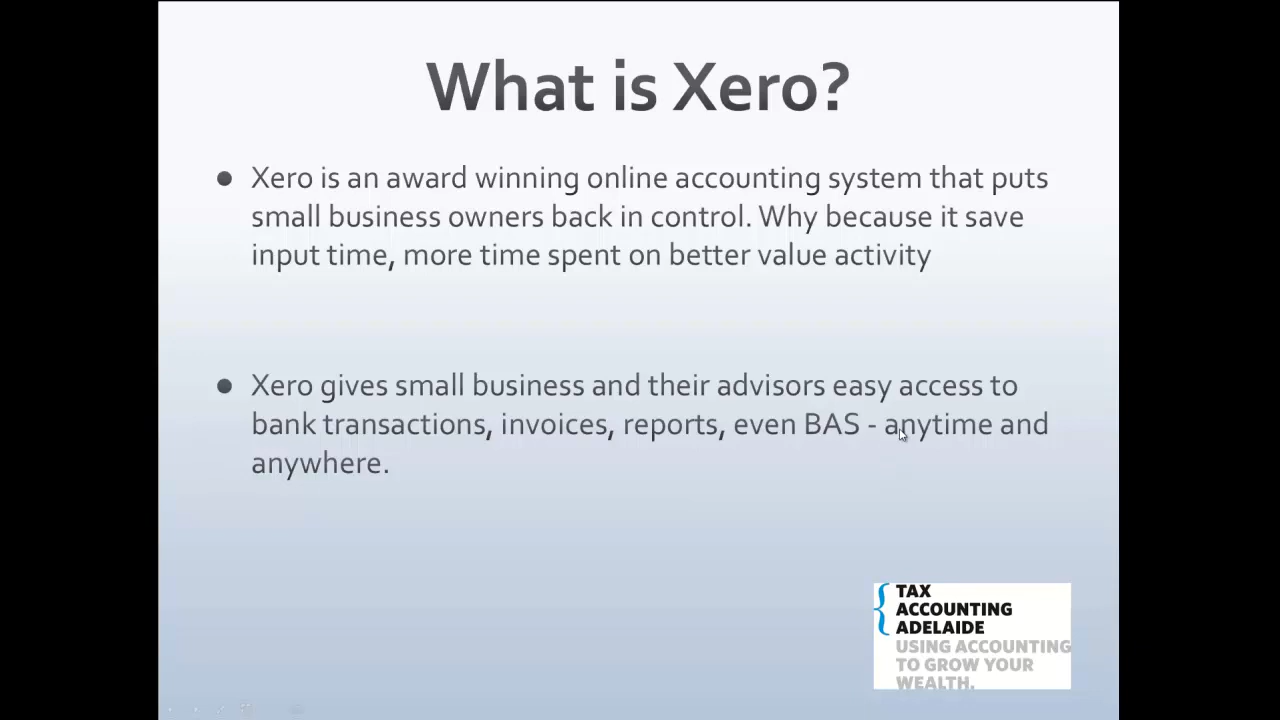 What is Xero?
● Xero is an award winning online accounting system that puts
small business owners back in control. Why because it save
input time, more time spent on better value activity
● Xero gives small business and their advisors easy access to
bank transactions, invoices, reports, even BAS - anytime and
anywhere.
TAX
ACCOUNTING
ADELAIDE
USING ACCOUNTING
TO GROW YOUR
WEALTH.